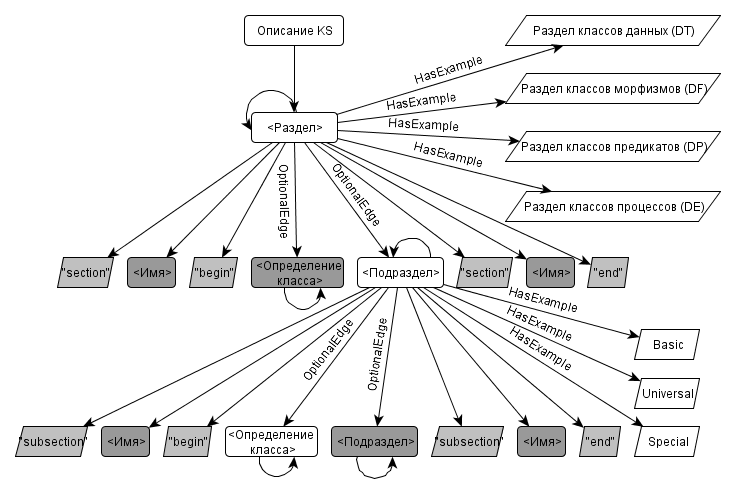 Описание KS
Раздел классов данных (DT)
HasExample
Раздел классов морфизмов (DF)
HasExample
<Раздел>
HasExample
Раздел классов предикатов (DP)
HasExample
Раздел классов процессов (DE)
OptionalEdge
OptionalEdge
"section"
<Имя>
"begin"
<Определение
класса>
<Подраздел>
"section"
<Имя>
"end"
HasExample
HasExample
HasExample
OptionalEdge
OptionalEdge
Basic
Universal
"subsection"
<Имя>
"begin"
<Определение
класса>
<Подраздел>
"subsection"
<Имя>
"end"
Special